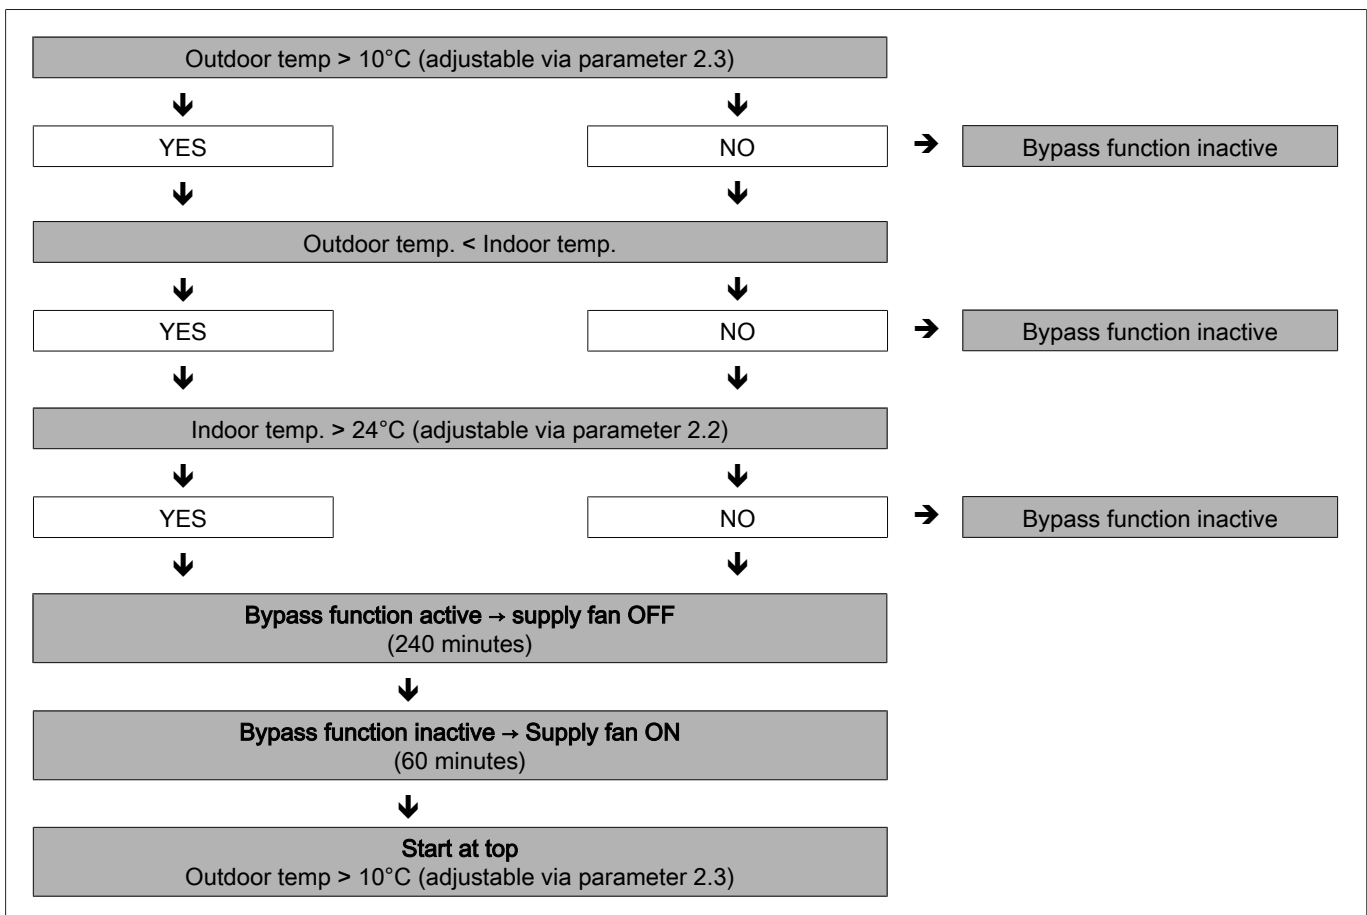 Outdoor temp > 10°C (adjustable via parameter 2.3)
YES
NO
Bypass function inactive
Outdoor temp. < Indoor temp.
YES
NO
Bypass function inactive
Indoor temp. > 24°C (adjustable via parameter 2.2)
YES
NO
Bypass function inactive
Bypass function active → supply fan OFF
(240 minutes)
Bypass function inactive → Supply fan ON
(60 minutes)
Start at top
Outdoor temp > 10°C (adjustable via parameter 2.3)